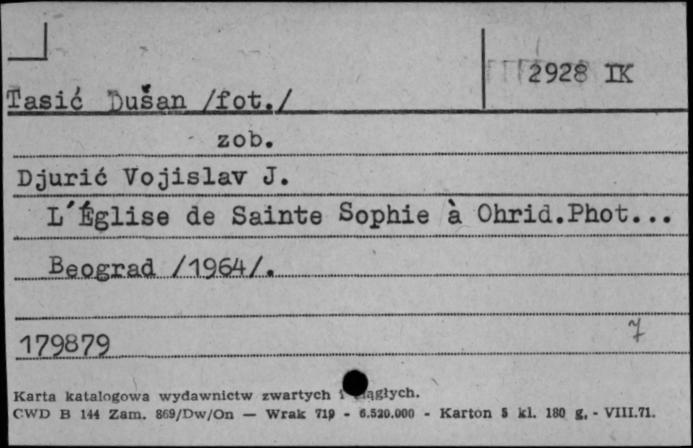 2928 IK
Tasić Dušan /fot./
zob.
Djurić Vojislav J.
L'Église de Sainte Sophie à Ohrid.Phot...
Beograd /1964/.
179879
7
Karta katalogowa wydawnictw zwartych i
CWD B 144 Zam. 869/Dw/On — Wrak 719 - 6.520.000 - Karton 5 kl. 180 g. - VIII.71.